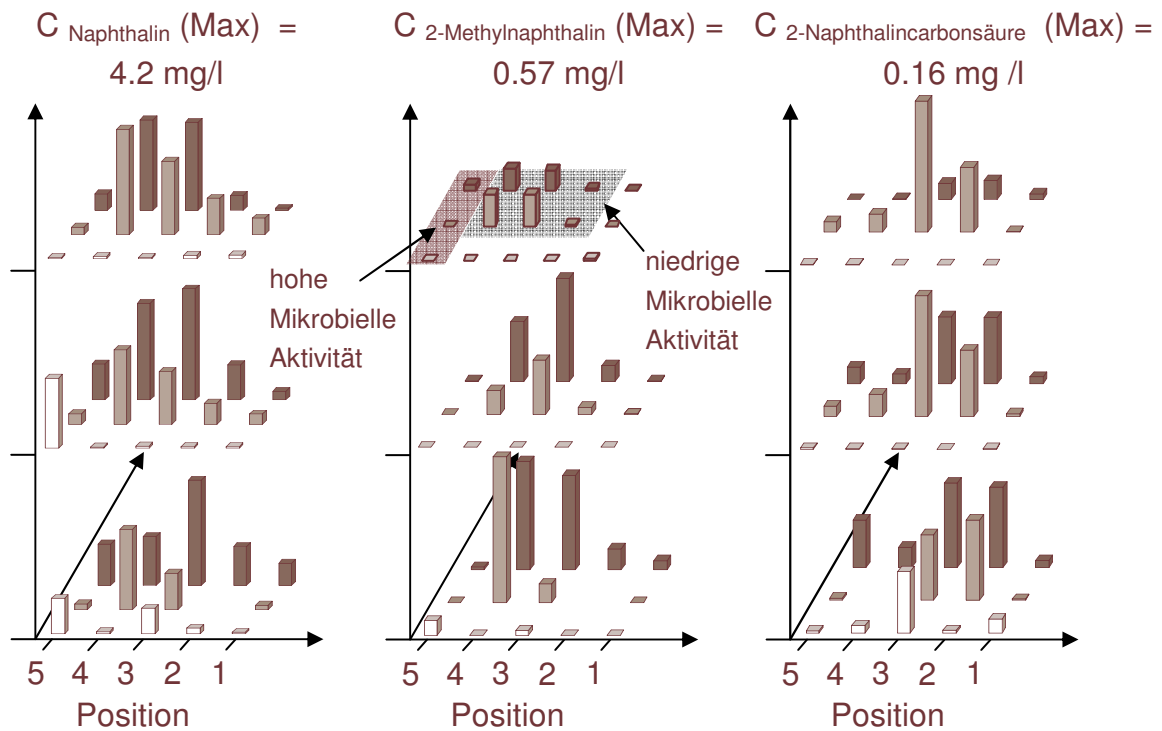 C Naphthalin (Max) =
4.2 mg/l
C 2-Methylnaphthalin (Max) =
0.57 mg/l
C 2-Naphthalincarbonsäure (Max) =
0.16 mg /l
hohe
Mikrobielle
Aktivität
niedrige
Mikrobielle
Aktivität
5 4 3 2 1
Position
5 4 3 2 1
Position
5 4 3 2 1
Position